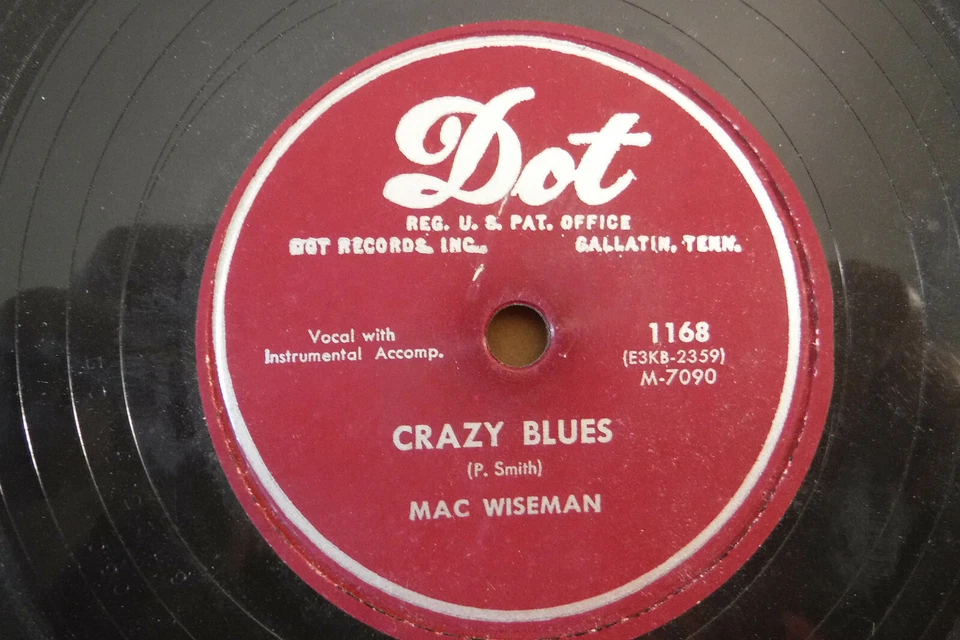 Dot
REG. U. S. PAT. OFFICE
DOT RECORDS, INC. GALLATIN, TENN.
Vocal with
Instrumental Accomp.
1168
(E3KB-2359)
M-7090
CRAZY BLUES
(P. Smith)
MAC WISEMAN